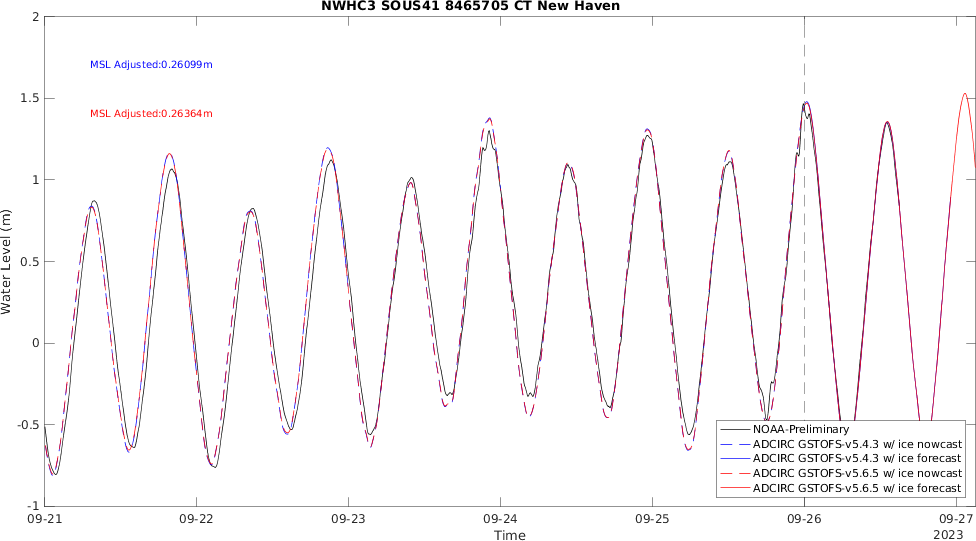 NWHC3 SOUS41 8465705 CT New Haven
2
1.5
1
0.5
0
-0.5
-1
Water Level (m)
MSL Adjusted:0.26099m
MSL Adjusted:0.26364m
NOAA-Preliminary
ADCIRC GSTOFS-v5.4.3 w/ ice nowcast
ADCIRC GSTOFS-v5.4.3 w/ ice forecast
ADCIRC GSTOFS-v5.6.5 w/ ice nowcast
ADCIRC GSTOFS-v5.6.5 w/ ice forecast
09-21 09-22 09-23 09-24 09-25 09-26 09-27
Time
2023